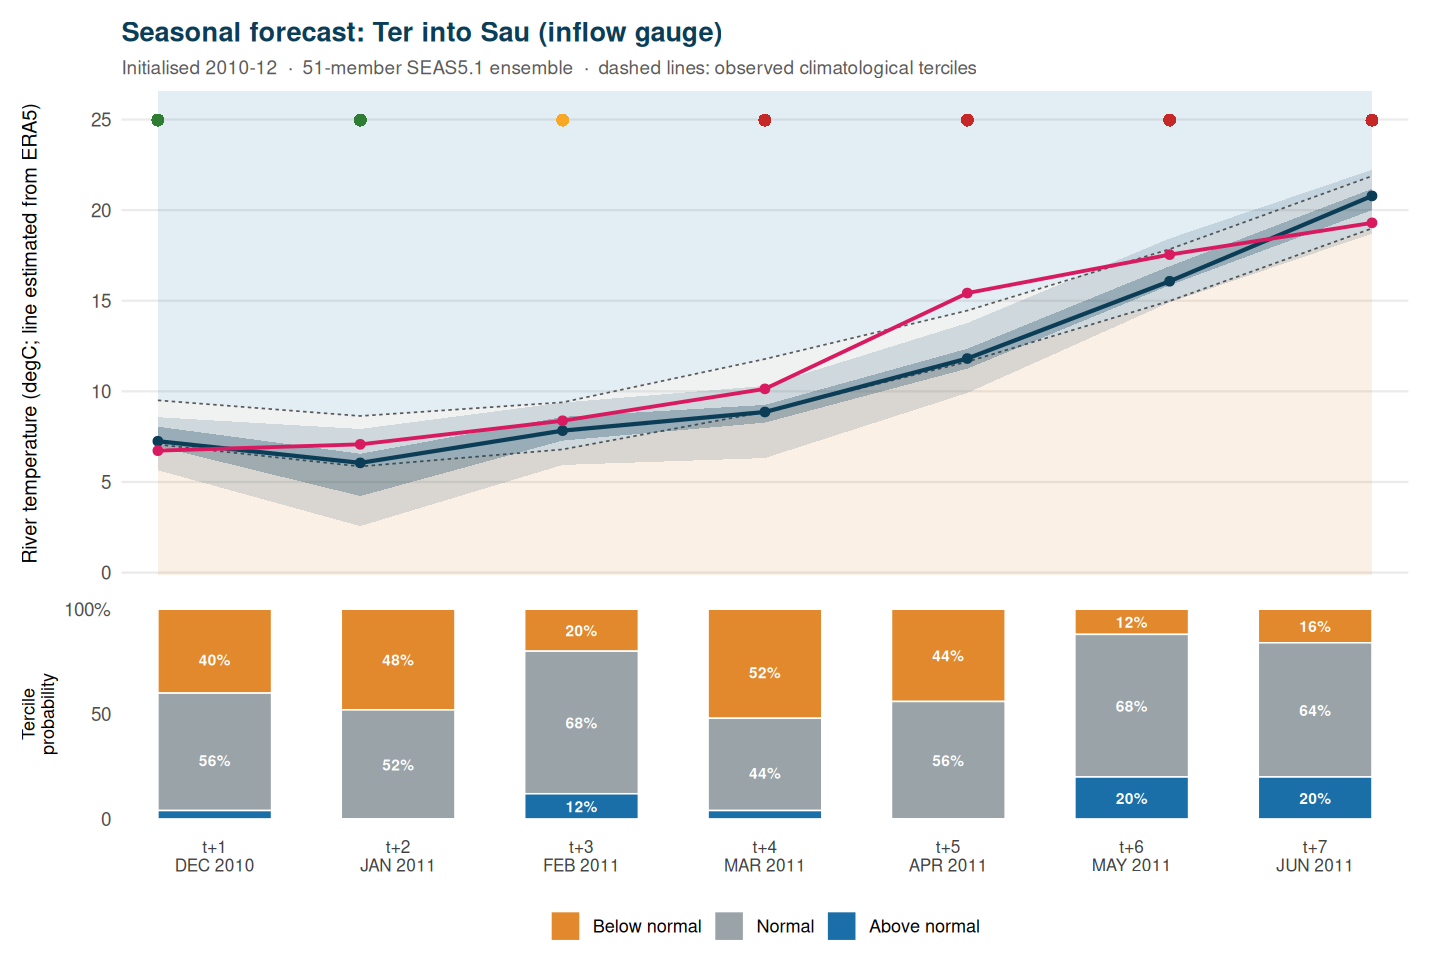 Seasonal forecast: Ter into Sau (inflow gauge)
Initialised 2010-12 · 51-member SEAS5.1 ensemble · dashed lines: observed climatological terciles
River temperature (degC; line estimated from ERA5)
25
20
15
10
5
0
Tercile
probability
100%
50
0
40%
56%
48%
52%
20%
68%
12%
52%
44%
44%
56%
12%
68%
20%
16%
64%
20%
t+1
DEC 2010
t+2
JAN 2011
t+3
FEB 2011
t+4
MAR 2011
t+5
APR 2011
t+6
MAY 2011
t+7
JUN 2011
Below normal
Normal
Above normal